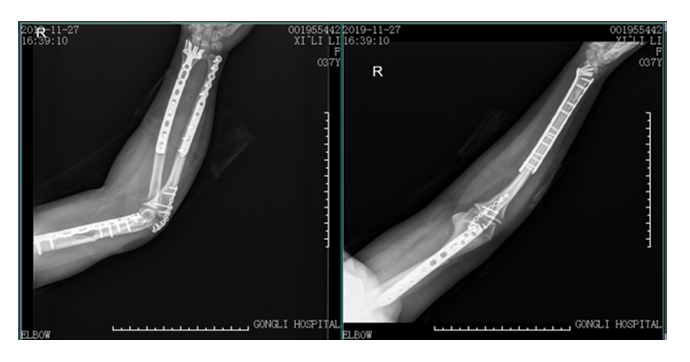 2019-11-27
R
16:39:10
001955442
XI^LI LI
F
037Y
ELBOW
GONGLI HOSPITAL
2019-11-27
16:39:10
R
001955442
XI^LI LI
F
037Y
ELBOW
GONGLI HOSPITAL